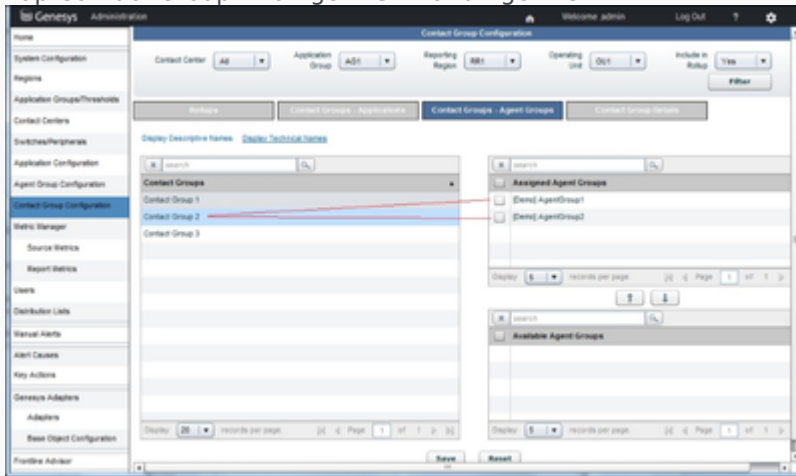 Genesys Administration Welcome admin Log Out ?
Home
System Configuration
Regions
Application Groups/Thresholds
Contact Centers
Switches/Peripherals
Application Configuration
Agent Group Configuration
Contact Group Configuration
Metric Manager
Source Metrics
Report Metrics
Users
Distribution Lists
Manual Alerts
Alert Causes
Key Actions
Genesys Adapters
Adapters
Base Object Configuration
Frontline Advisor
Contact Group Configuration
Contact Center All
Application Group AG1
Reporting Region RR1
Operating Unit OU1
Include in Rollup Yes
Filter
Rollups Contact Groups - Applications Contact Groups - Agent Groups Contact Group Details
Display Descriptive Names Display Technical Names
x search
Contact Groups
Contact Group 1
Contact Group 2
Contact Group 3
Display 20 records per page Page 1 of 1
x search
Assigned Agent Groups
[Demo] AgentGroup1
[Demo] AgentGroup2
Display 5 records per page Page 1 of 1
x search
Available Agent Groups
Display 5 records per page Page 1 of 1
Save Reset